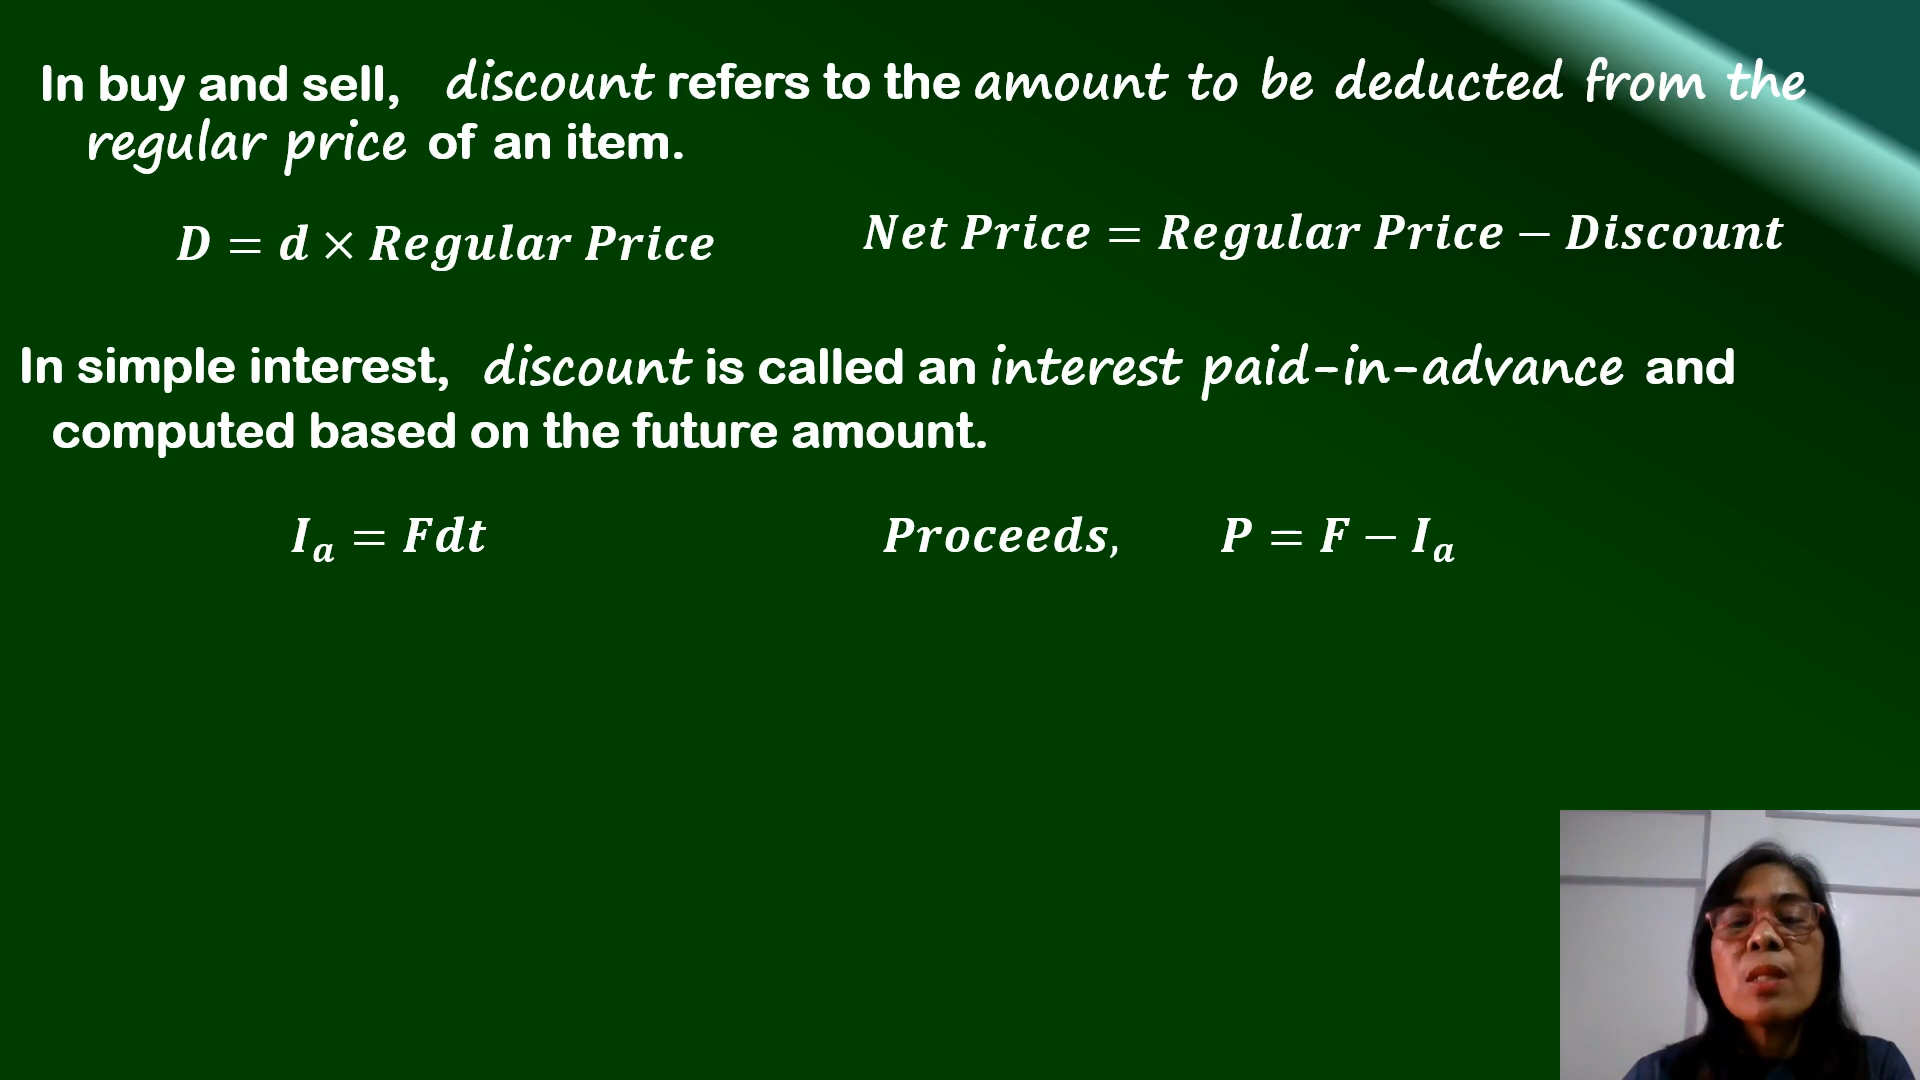 In buy and sell, discount refers to the amount to be deducted from the
regular price of an item.
D = d × Regular Price
Net Price = Regular Price − Discount
In simple interest, discount is called an interest paid-in-advance and
computed based on the future amount.
Iₐ = Fdt
Proceeds, P = F − Iₐ